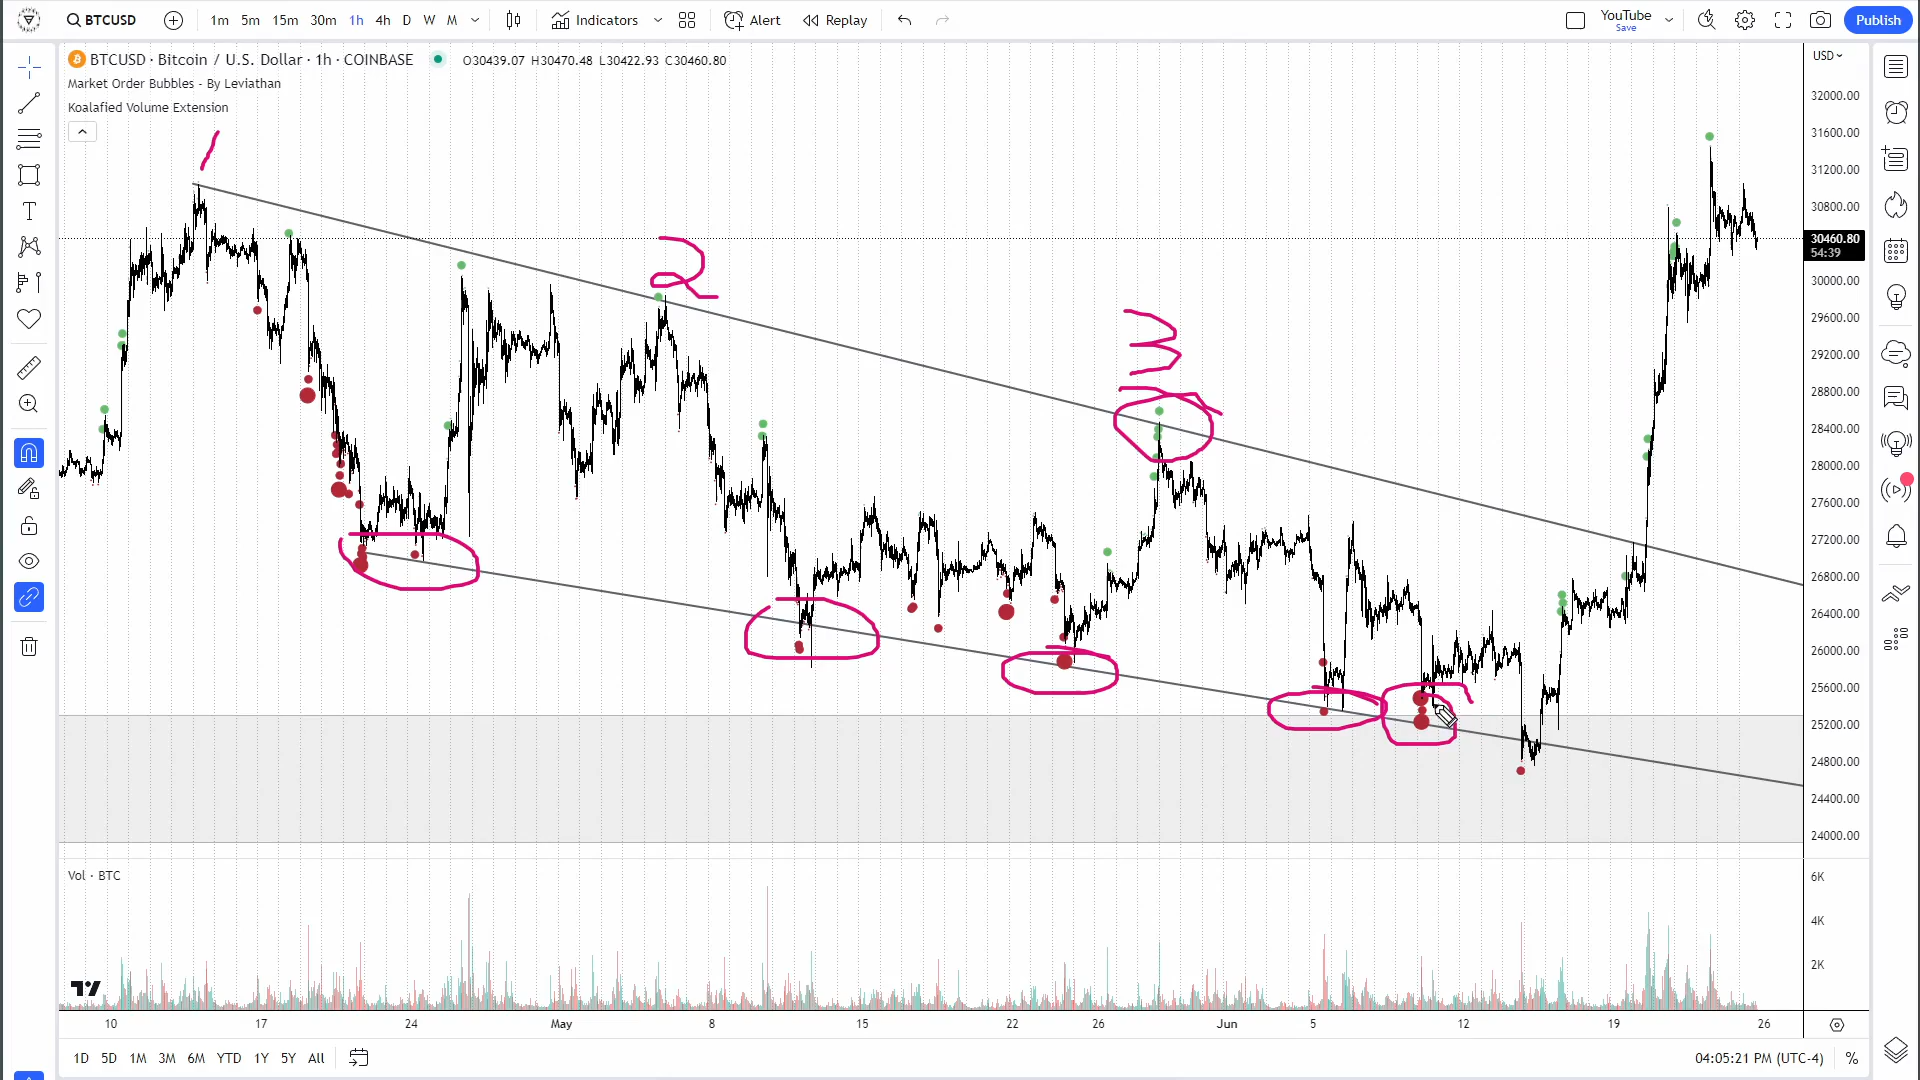 BTCUSD 1m 5m 15m 30m 1h 4h D W M Indicators Alert Replay YouTube Save Publish
BTCUSD · Bitcoin / U.S. Dollar · 1h · COINBASE O30439.07 H30470.48 L30422.93 C30460.80
Market Order Bubbles - By Leviathan
Koalafied Volume Extension
USD
32000.00
31600.00
31200.00
30800.00
30460.80
54:39
30000.00
29600.00
29200.00
28800.00
28400.00
28000.00
27600.00
27200.00
26800.00
26400.00
26000.00
25600.00
25200.00
24800.00
24400.00
24000.00
1
2
3
Vol · BTC
6K
4K
2K
10 17 24 May 8 15 22 26 Jun 5 12 19 26
1D 5D 1M 3M 6M YTD 1Y 5Y All 04:05:21 PM (UTC-4) %